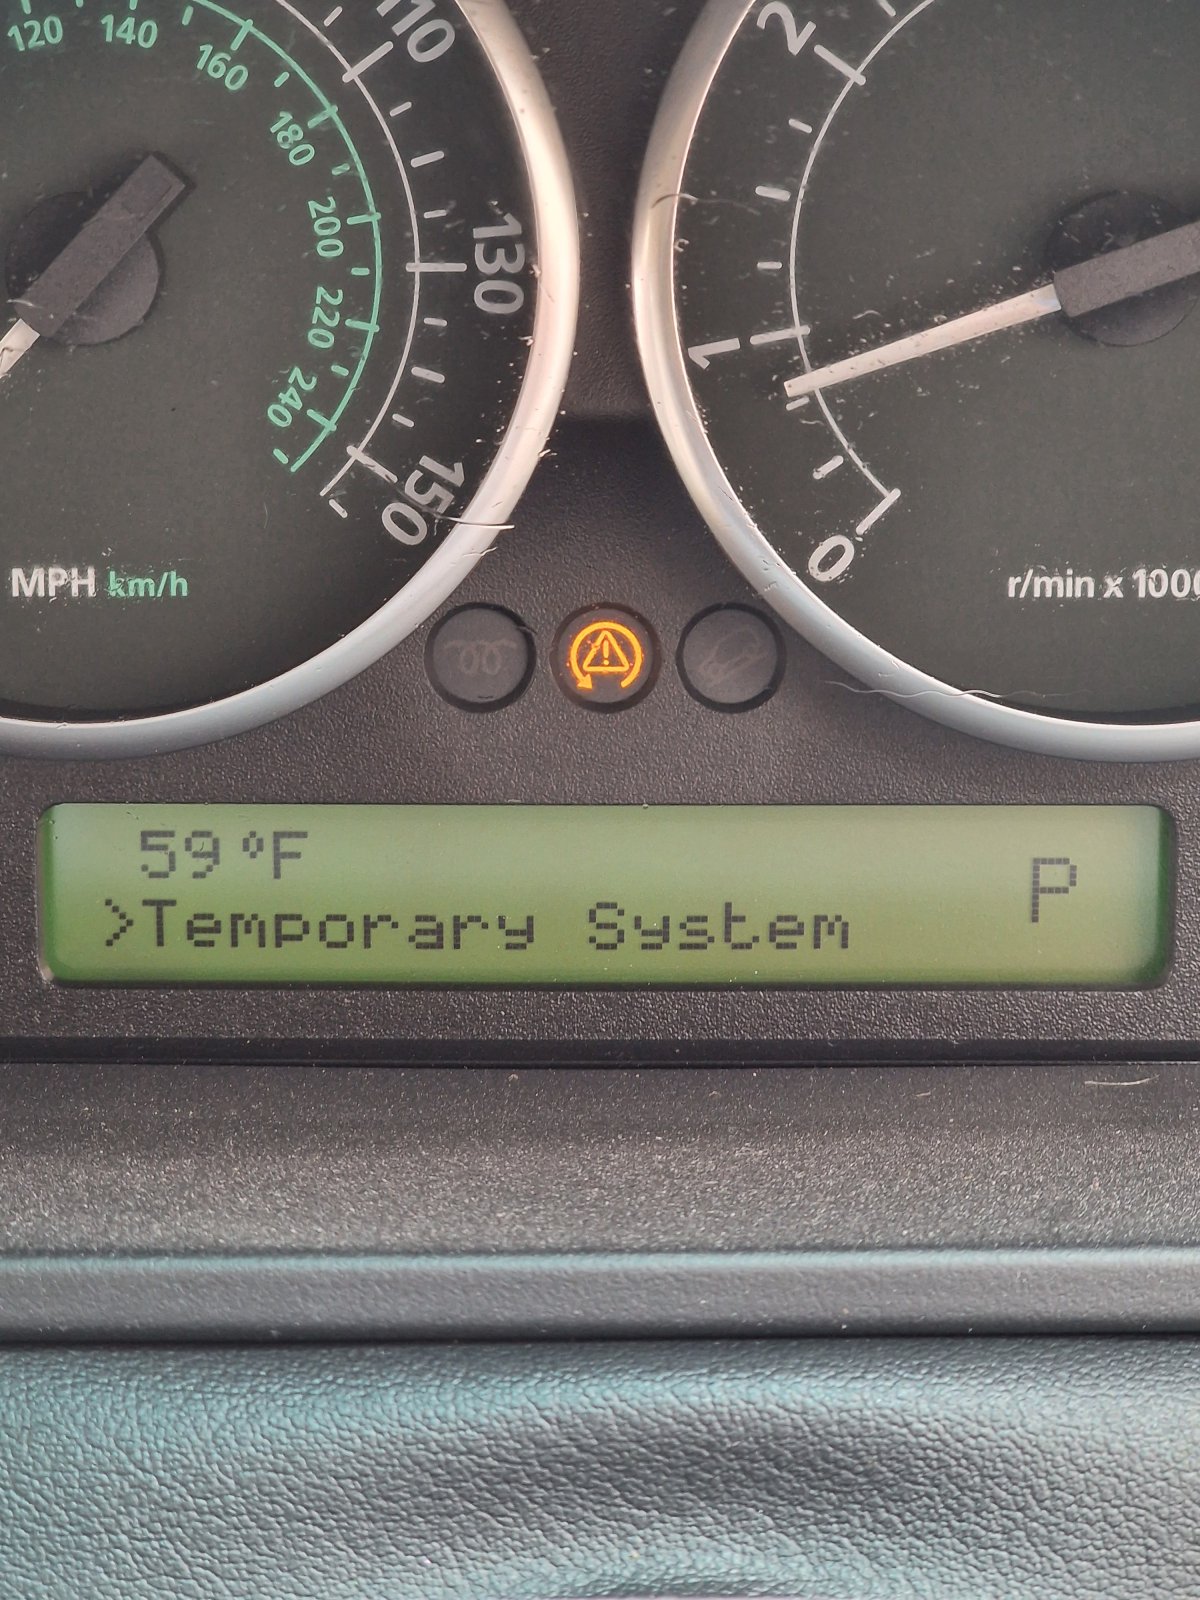 120 140 160 180 200 220 240
110 130 150
MPH km/h
2 1 0
r/min x 1000
59°F
P
>Temporary System